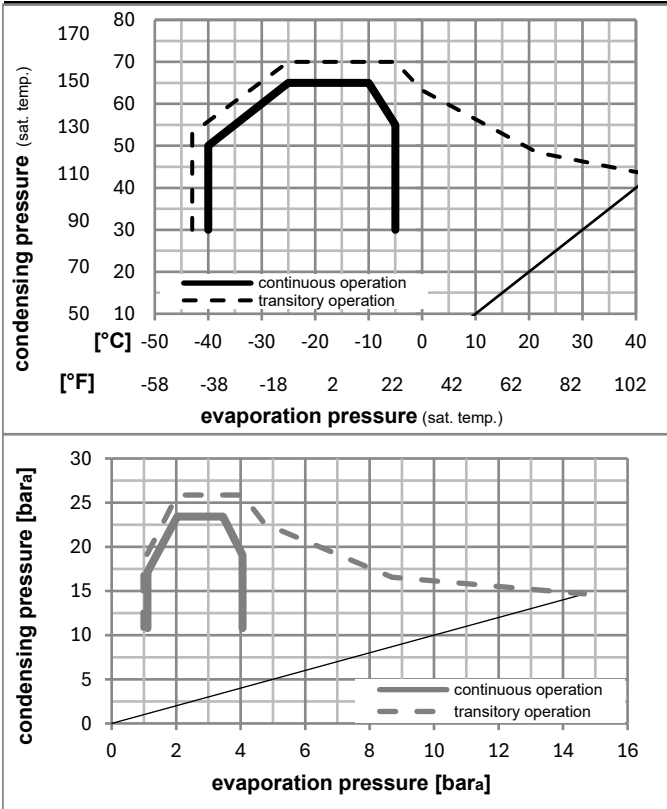 condensing pressure (sat. temp.)
170 80
70
150 60
130 50
110 40
90 30
70 20
50 10
continuous operation
transitory operation
[°C] -50 -40 -30 -20 -10 0 10 20 30 40
[°F] -58 -38 -18 2 22 42 62 82 102
evaporation pressure (sat. temp.)
condensing pressure [bara]
30
25
20
15
10
5
0
continuous operation
transitory operation
0 2 4 6 8 10 12 14 16
evaporation pressure [bara]